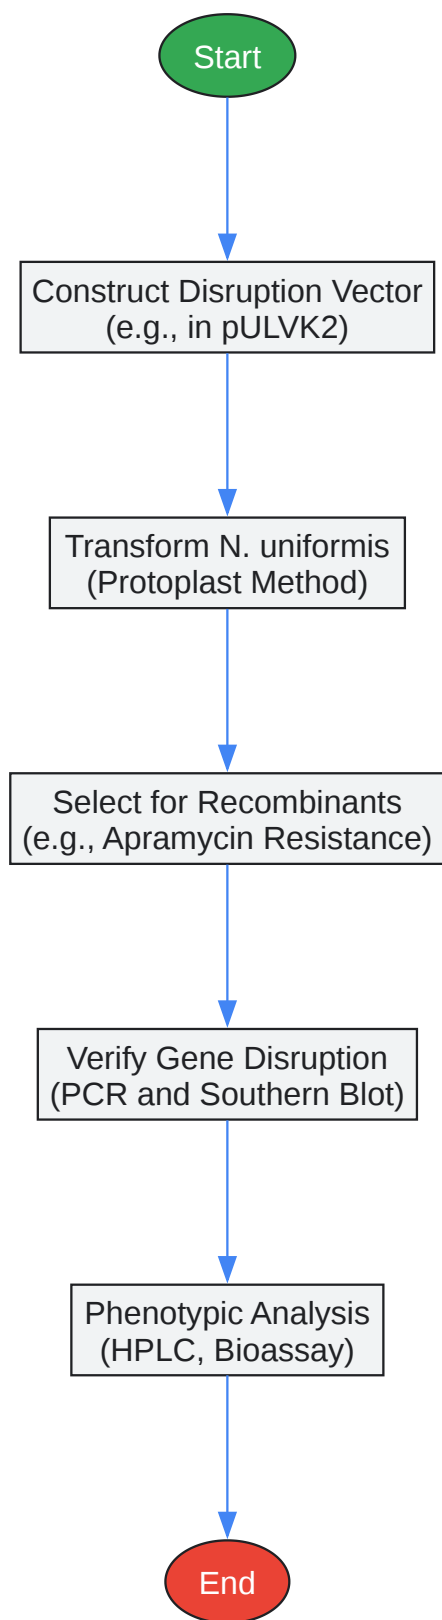 Start
Construct Disruption Vector
(e.g., in pULVK2)
Transform N. uniformis
(Protoplast Method)
Select for Recombinants
(e.g., Apramycin Resistance)
Verify Gene Disruption
(PCR and Southern Blot)
Phenotypic Analysis
(HPLC, Bioassay)
End